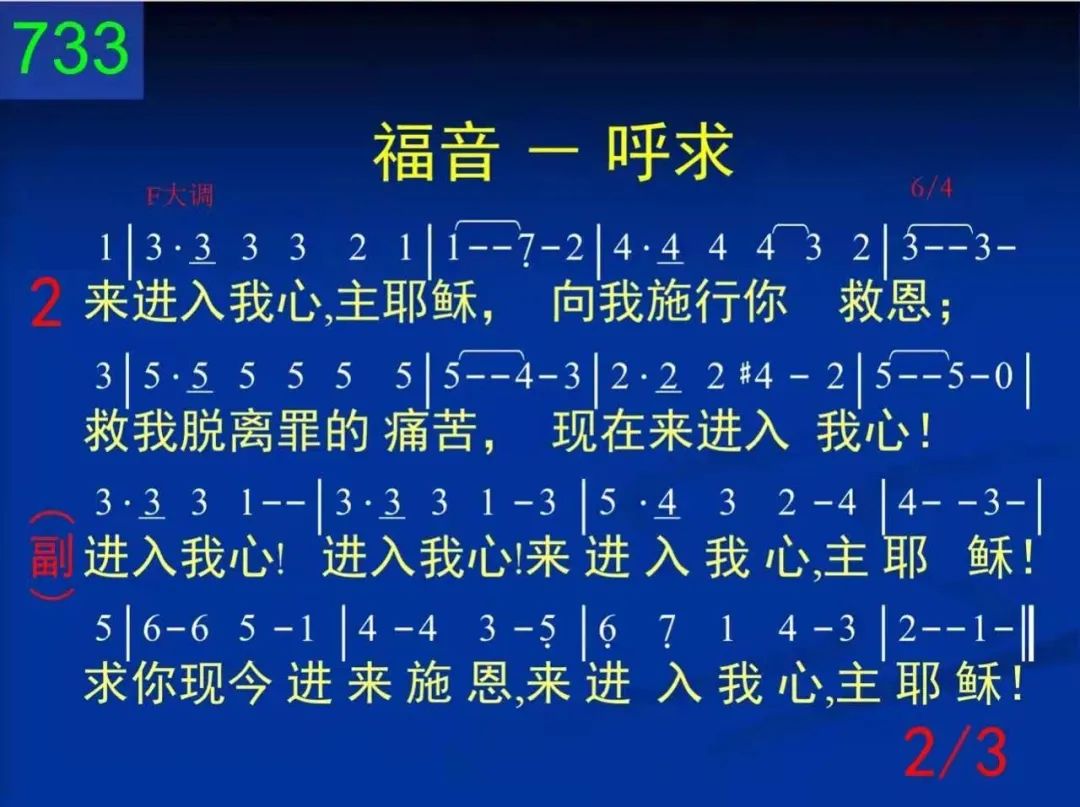 733
福音 － 呼求
F大调 6/4
1|3·3 3 3 2 1|1--7-2|4·4 4 4 3 2|3--3-
2 来进入我心,主耶稣， 向我施行你 救恩；
3|5·5 5 5 5 5|5--4-3|2·2 2 #4 - 2|5--5-0|
救我脱离罪的 痛苦， 现在来进入 我心！
3·3 3 1--|3·3 3 1 -3|5 ·4 3 2 -4|4- -3-|
（副） 进入我心! 进入我心!来 进 入 我 心,主 耶 稣！
5|6-6 5 -1|4 -4 3 -5|6 7 1 4 -3|2--1-‖
求你现今 进 来 施 恩,来 进 入 我 心,主 耶 稣！
2/3